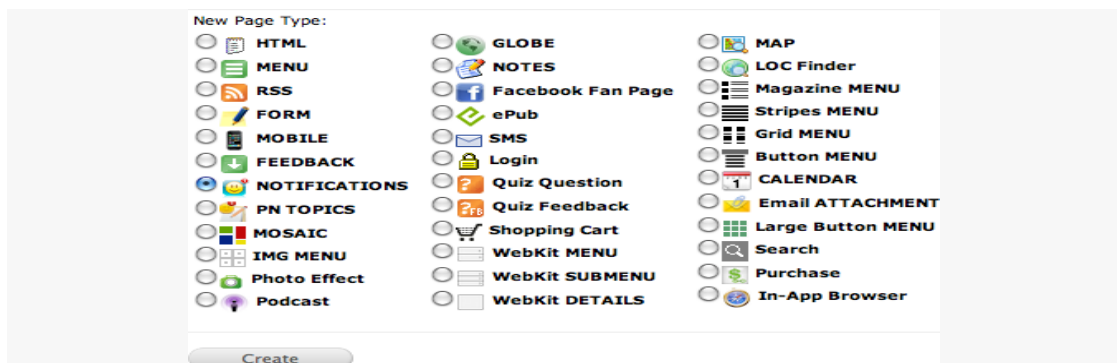 New Page Type:
HTML
MENU
RSS
FORM
MOBILE
FEEDBACK
NOTIFICATIONS
PN TOPICS
MOSAIC
IMG MENU
Photo Effect
Podcast
GLOBE
NOTES
Facebook Fan Page
ePub
SMS
Login
Quiz Question
Quiz Feedback
Shopping Cart
WebKit MENU
WebKit SUBMENU
WebKit DETAILS
MAP
LOC Finder
Magazine MENU
Stripes MENU
Grid MENU
Button MENU
CALENDAR
Email ATTACHMENT
Large Button MENU
Search
Purchase
In-App Browser
Create